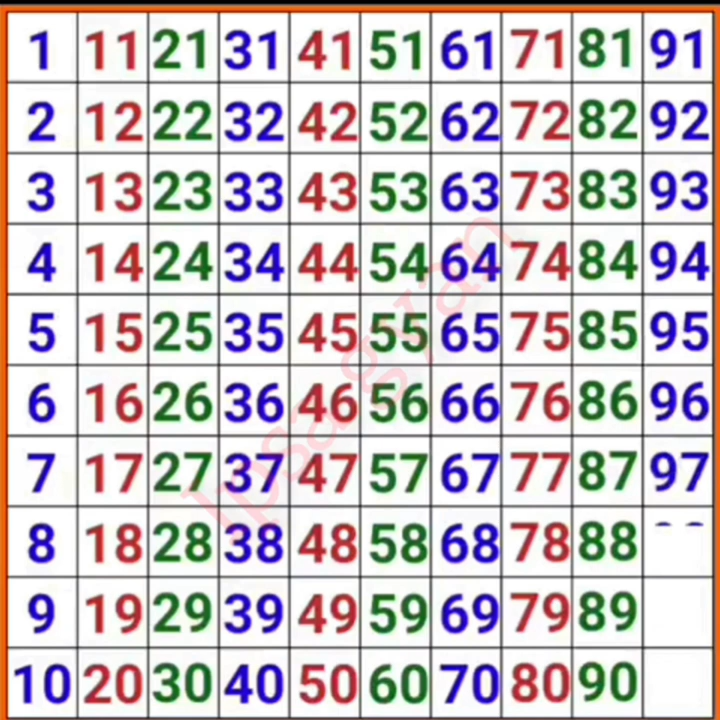 1 11 21 31 41 51 61 71 81 91
2 12 22 32 42 52 62 72 82 92
3 13 23 33 43 53 63 73 83 93
4 14 24 34 44 54 64 74 84 94
5 15 25 35 45 55 65 75 85 95
6 16 26 36 46 56 66 76 86 96
7 17 27 37 47 57 67 77 87 97
8 18 28 38 48 58 68 78 88
9 19 29 39 49 59 69 79 89
10 20 30 40 50 60 70 80 90
Ipsa gyan